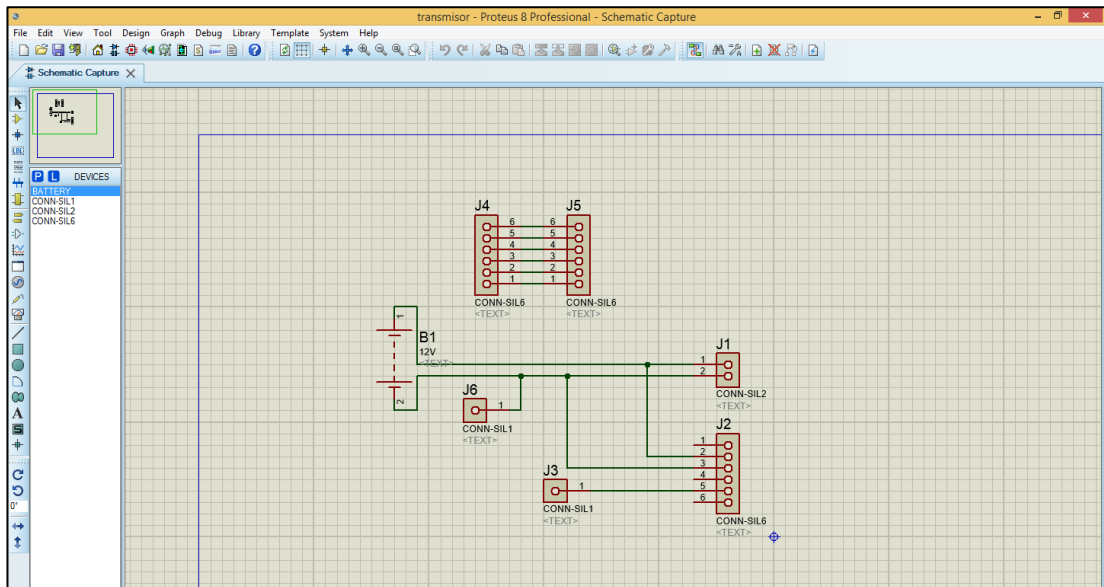 transmisor - Proteus 8 Professional - Schematic Capture
File Edit View Tool Design Graph Debug Library Template System Help
Schematic Capture
P L DEVICES
BATTERY
CONN-SIL1
CONN-SIL2
CONN-SIL6
LBL
A
S
0°
J4 J5
6 6
5 5
4 4
3 3
2 2
1 1
CONN-SIL6 CONN-SIL6
<TEXT> <TEXT>
1
B1
12V
<TEXT>
2
J1
1
2
CONN-SIL2
<TEXT>
J6
1
CONN-SIL1
<TEXT>
J2
1
2
3
4
5
6
CONN-SIL6
<TEXT>
J3
1
CONN-SIL1
<TEXT>